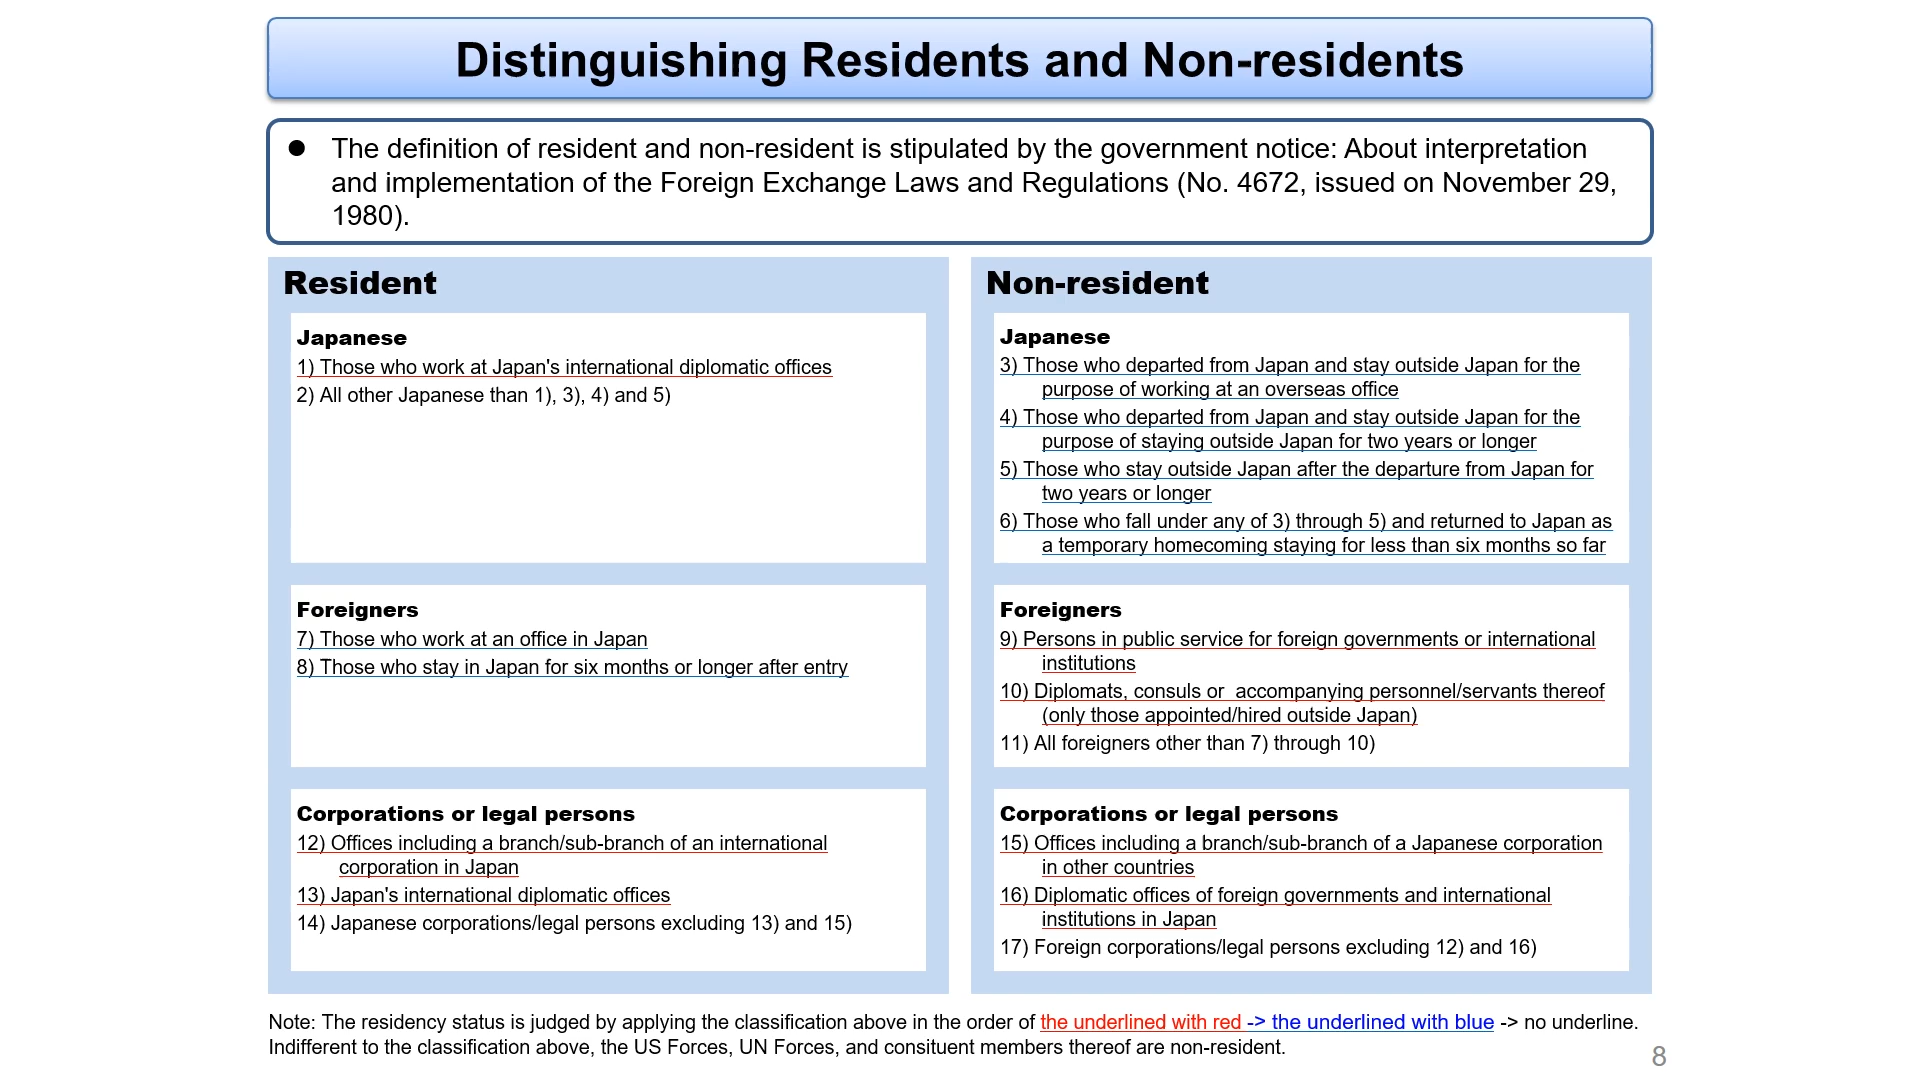 Distinguishing Residents and Non-residents
● The definition of resident and non-resident is stipulated by the government notice: About interpretation
and implementation of the Foreign Exchange Laws and Regulations (No. 4672, issued on November 29,
1980).
Resident
Japanese
1) Those who work at Japan's international diplomatic offices
2) All other Japanese than 1), 3), 4) and 5)
Foreigners
7) Those who work at an office in Japan
8) Those who stay in Japan for six months or longer after entry
Corporations or legal persons
12) Offices including a branch/sub-branch of an international
corporation in Japan
13) Japan's international diplomatic offices
14) Japanese corporations/legal persons excluding 13) and 15)
Non-resident
Japanese
3) Those who departed from Japan and stay outside Japan for the
purpose of working at an overseas office
4) Those who departed from Japan and stay outside Japan for the
purpose of staying outside Japan for two years or longer
5) Those who stay outside Japan after the departure from Japan for
two years or longer
6) Those who fall under any of 3) through 5) and returned to Japan as
a temporary homecoming staying for less than six months so far
Foreigners
9) Persons in public service for foreign governments or international
institutions
10) Diplomats, consuls or  accompanying personnel/servants thereof
(only those appointed/hired outside Japan)
11) All foreigners other than 7) through 10)
Corporations or legal persons
15) Offices including a branch/sub-branch of a Japanese corporation
in other countries
16) Diplomatic offices of foreign governments and international
institutions in Japan
17) Foreign corporations/legal persons excluding 12) and 16)
Note: The residency status is judged by applying the classification above in the order of the underlined with red -> the underlined with blue -> no underline.
Indifferent to the classification above, the US Forces, UN Forces, and consituent members thereof are non-resident.
8